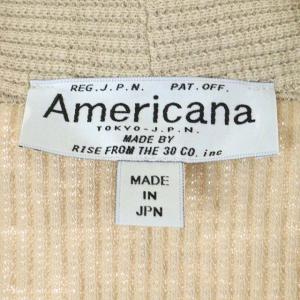 REG. J.P.N. PAT. OFF.
Americana
TOKYO-J.P.N.
MADE BY
RISE FROM THE 30 CO. inc
MADE
IN
JPN